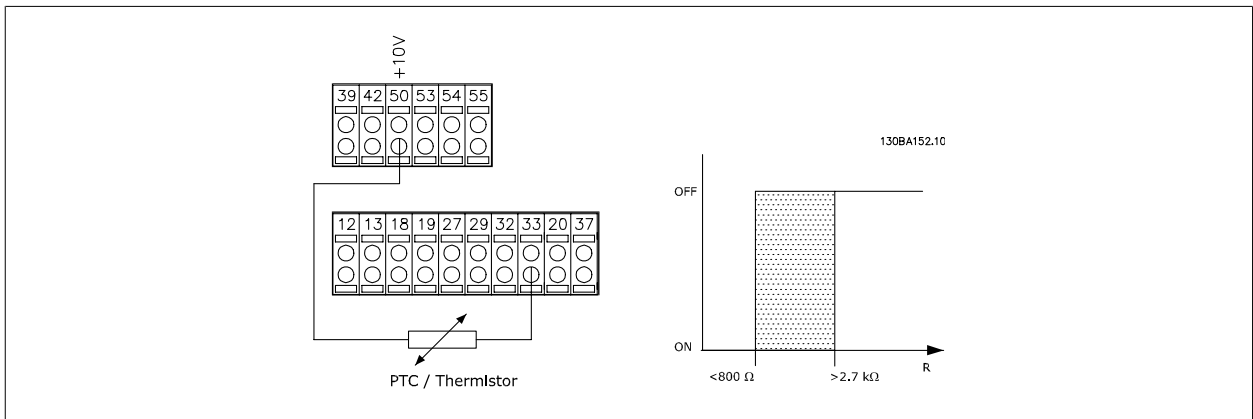 +10V
39 42 50 53 54 55
130BA152.10
OFF
12 13 18 19 27 29 32 33 20 37
ON
<800 Ω >2.7 kΩ
R
PTC / Thermistor